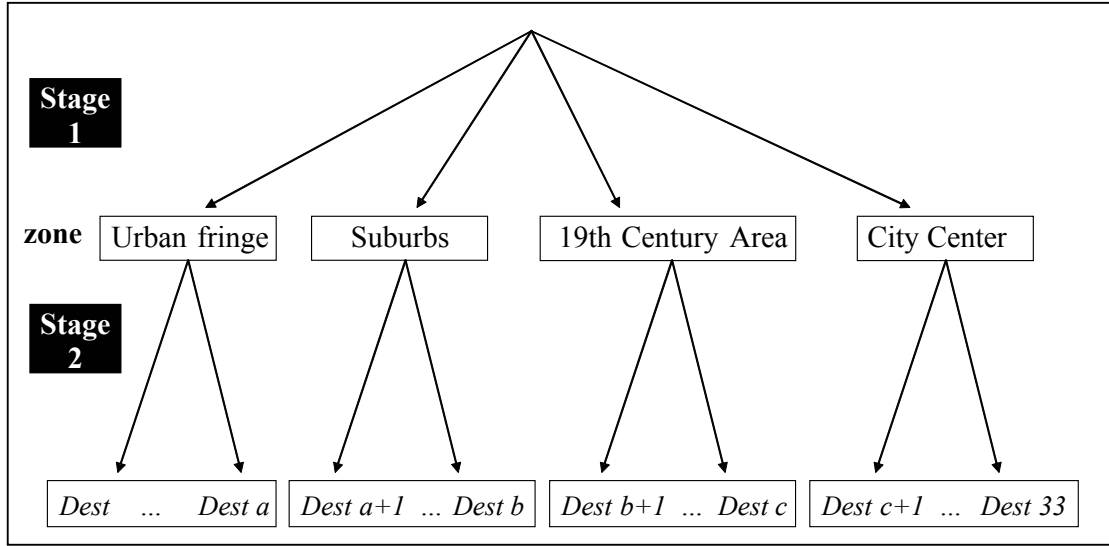 Stage
1
zone
Urban fringe
Suburbs
19th Century Area
City Center
Stage
2
Dest ... Dest a
Dest a+1 ... Dest b
Dest b+1 ... Dest c
Dest c+1 ... Dest 33